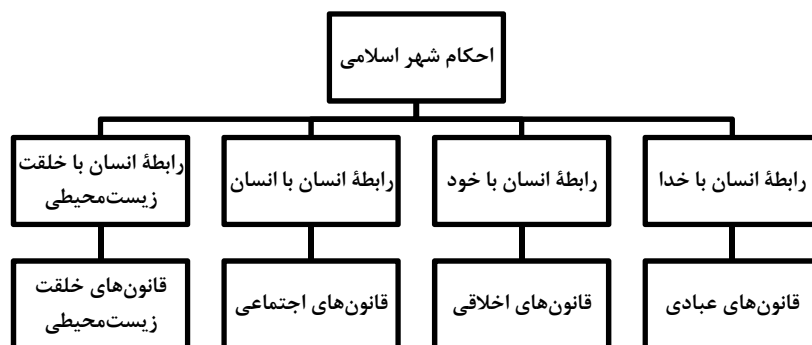 احکام شهر اسلامی
رابطهٔ انسان با خدا
رابطهٔ انسان با خود
رابطهٔ انسان با انسان
رابطهٔ انسان با خلقت
زیست‌محیطی
قانون‌های عبادی
قانون‌های اخلاقی
قانون‌های اجتماعی
قانون‌های خلقت
زیست‌محیطی